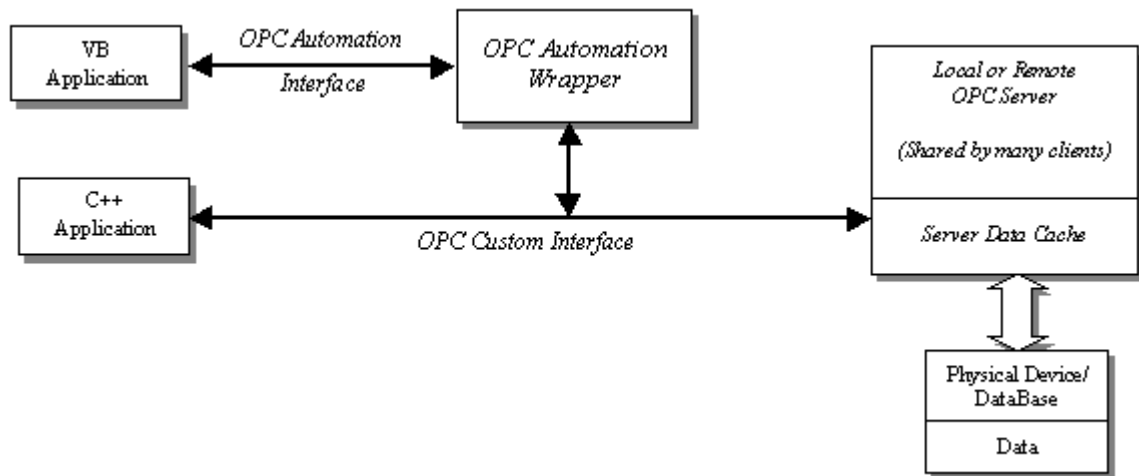 VB
Application
OPC Automation
Interface
OPC Automation
Wrapper
Local or Remote
OPC Server
(Shared by many clients)
C++
Application
OPC Custom Interface
Server Data Cache
Physical Device/
DataBase
Data